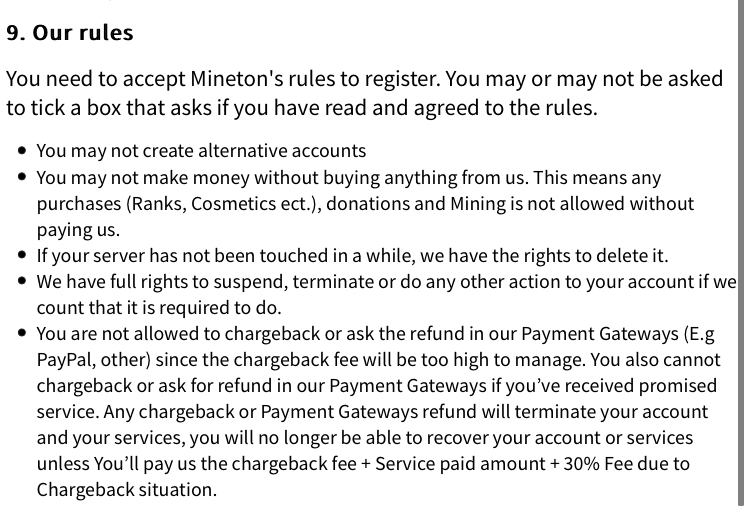 9. Our rules
You need to accept Mineton's rules to register. You may or may not be asked
to tick a box that asks if you have read and agreed to the rules.
• You may not create alternative accounts
• You may not make money without buying anything from us. This means any
purchases (Ranks, Cosmetics ect.), donations and Mining is not allowed without
paying us.
• If your server has not been touched in a while, we have the rights to delete it.
• We have full rights to suspend, terminate or do any other action to your account if we
count that it is required to do.
• You are not allowed to chargeback or ask the refund in our Payment Gateways (E.g
PayPal, other) since the chargeback fee will be too high to manage. You also cannot
chargeback or ask for refund in our Payment Gateways if you’ve received promised
service. Any chargeback or Payment Gateways refund will terminate your account
and your services, you will no longer be able to recover your account or services
unless You’ll pay us the chargeback fee + Service paid amount + 30% Fee due to
Chargeback situation.